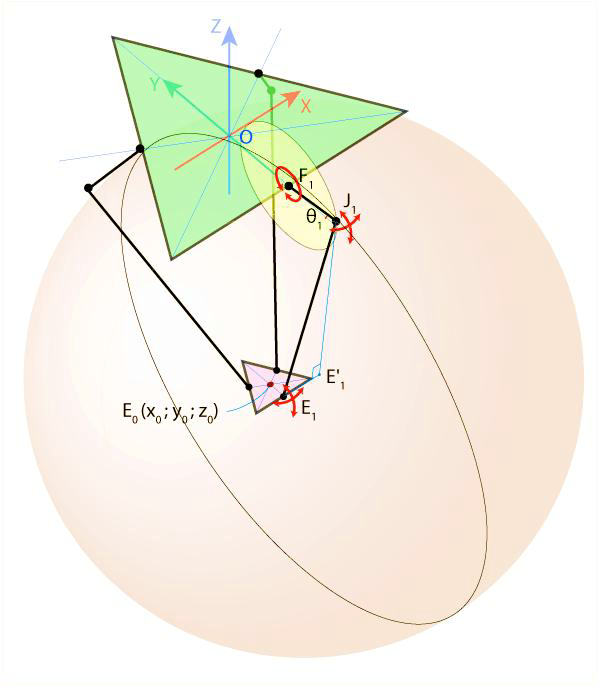 Z
Y
X
O
F₁
J₁
θ₁
E'₁
E₀ (x₀ ; y₀ ; z₀)
E₁